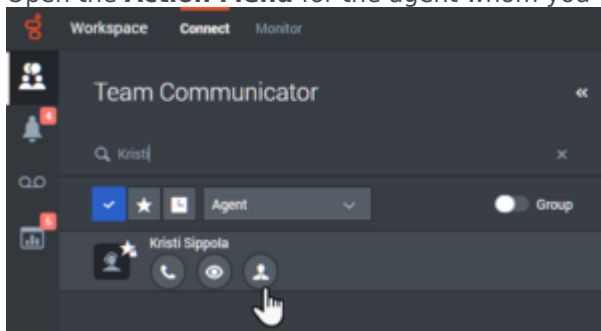 Open the Action Menu for the agent whom you
Workspace Connect Monitor
Team Communicator «
4
Kristi ×
5
Agent Group
Kristi Sippola